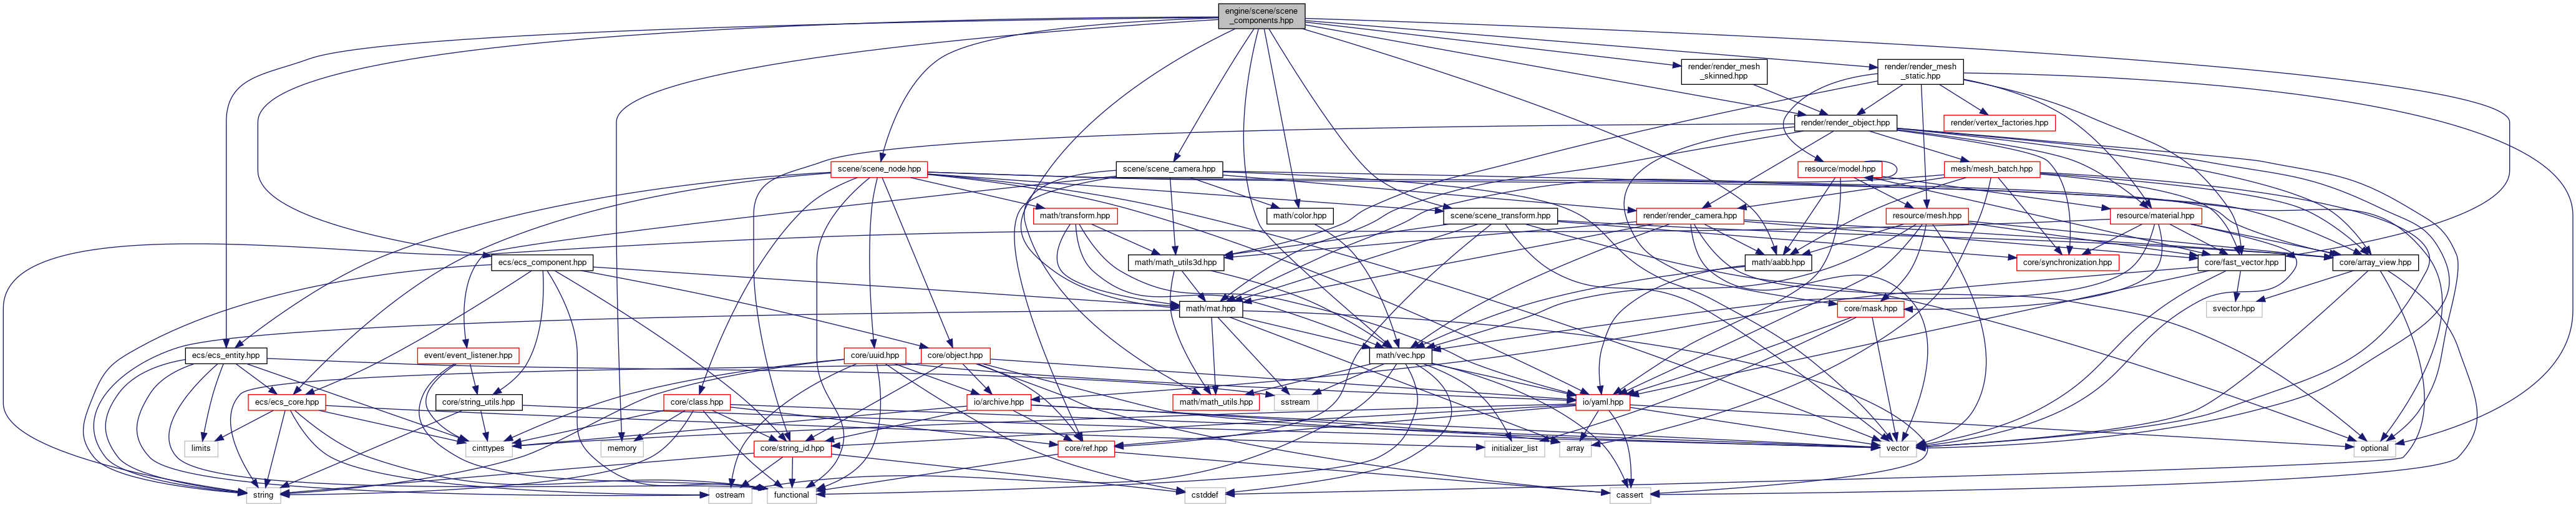 engine/scene/scene
_components.hpp
render/render_mesh
_skinned.hpp
render/render_mesh
_static.hpp
render/render_object.hpp
render/vertex_factories.hpp
scene/scene_node.hpp
scene/scene_camera.hpp
resource/model.hpp
mesh/mesh_batch.hpp
math/transform.hpp
math/color.hpp
scene/scene_transform.hpp
render/render_camera.hpp
resource/mesh.hpp
resource/material.hpp
ecs/ecs_component.hpp
math/math_utils3d.hpp
math/aabb.hpp
core/synchronization.hpp
core/fast_vector.hpp
core/array_view.hpp
math/mat.hpp
core/mask.hpp
svector.hpp
ecs/ecs_entity.hpp
event/event_listener.hpp
core/uuid.hpp
core/object.hpp
math/vec.hpp
ecs/ecs_core.hpp
core/string_utils.hpp
core/class.hpp
io/archive.hpp
math/math_utils.hpp
sstream
io/yaml.hpp
limits
cinttypes
memory
core/string_id.hpp
core/ref.hpp
initializer_list
array
vector
optional
string
ostream
functional
cstddef
cassert